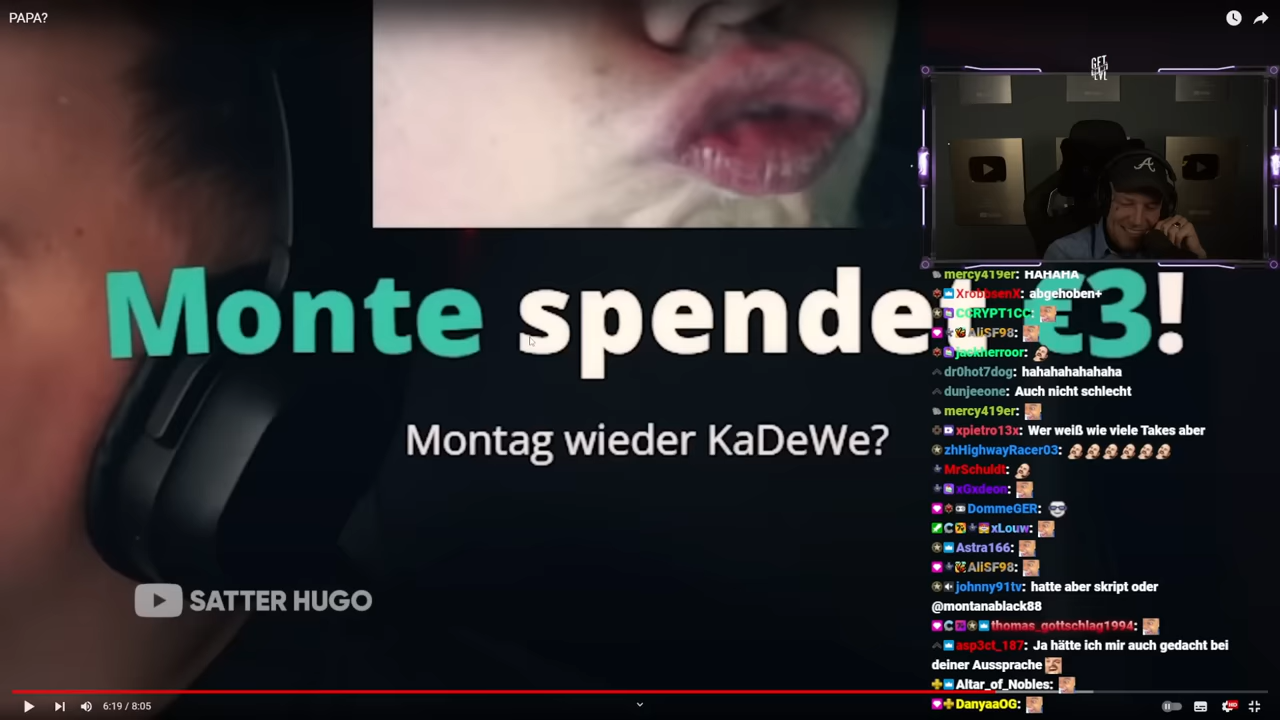 PAPA?
GET
EVL
Monte spendet €3!
Montag wieder KaDeWe?
SATTER HUGO
mercy419er: HAHAHA
XrobbsenX: abgehoben+
CCRYPT1CC:
AliSF98:
jackherroor:
dr0hot7dog: hahahahahahaha
dunjeeone: Auch nicht schlecht
mercy419er:
xpietro13x: Wer weiß wie viele Takes aber
zhHighwayRacer03:
MrSchuldt:
xGxdeon:
DommeGER:
xLouw:
Astra166:
AliSF98:
johnny91tv: hatte aber skript oder
@montanablack88
thomas_gottschlag1994:
asp3ct_187: Ja hätte ich mir auch gedacht bei
deiner Aussprache
Altar_of_Nobles:
DanyaaOG:
6:19 / 8:05
HD